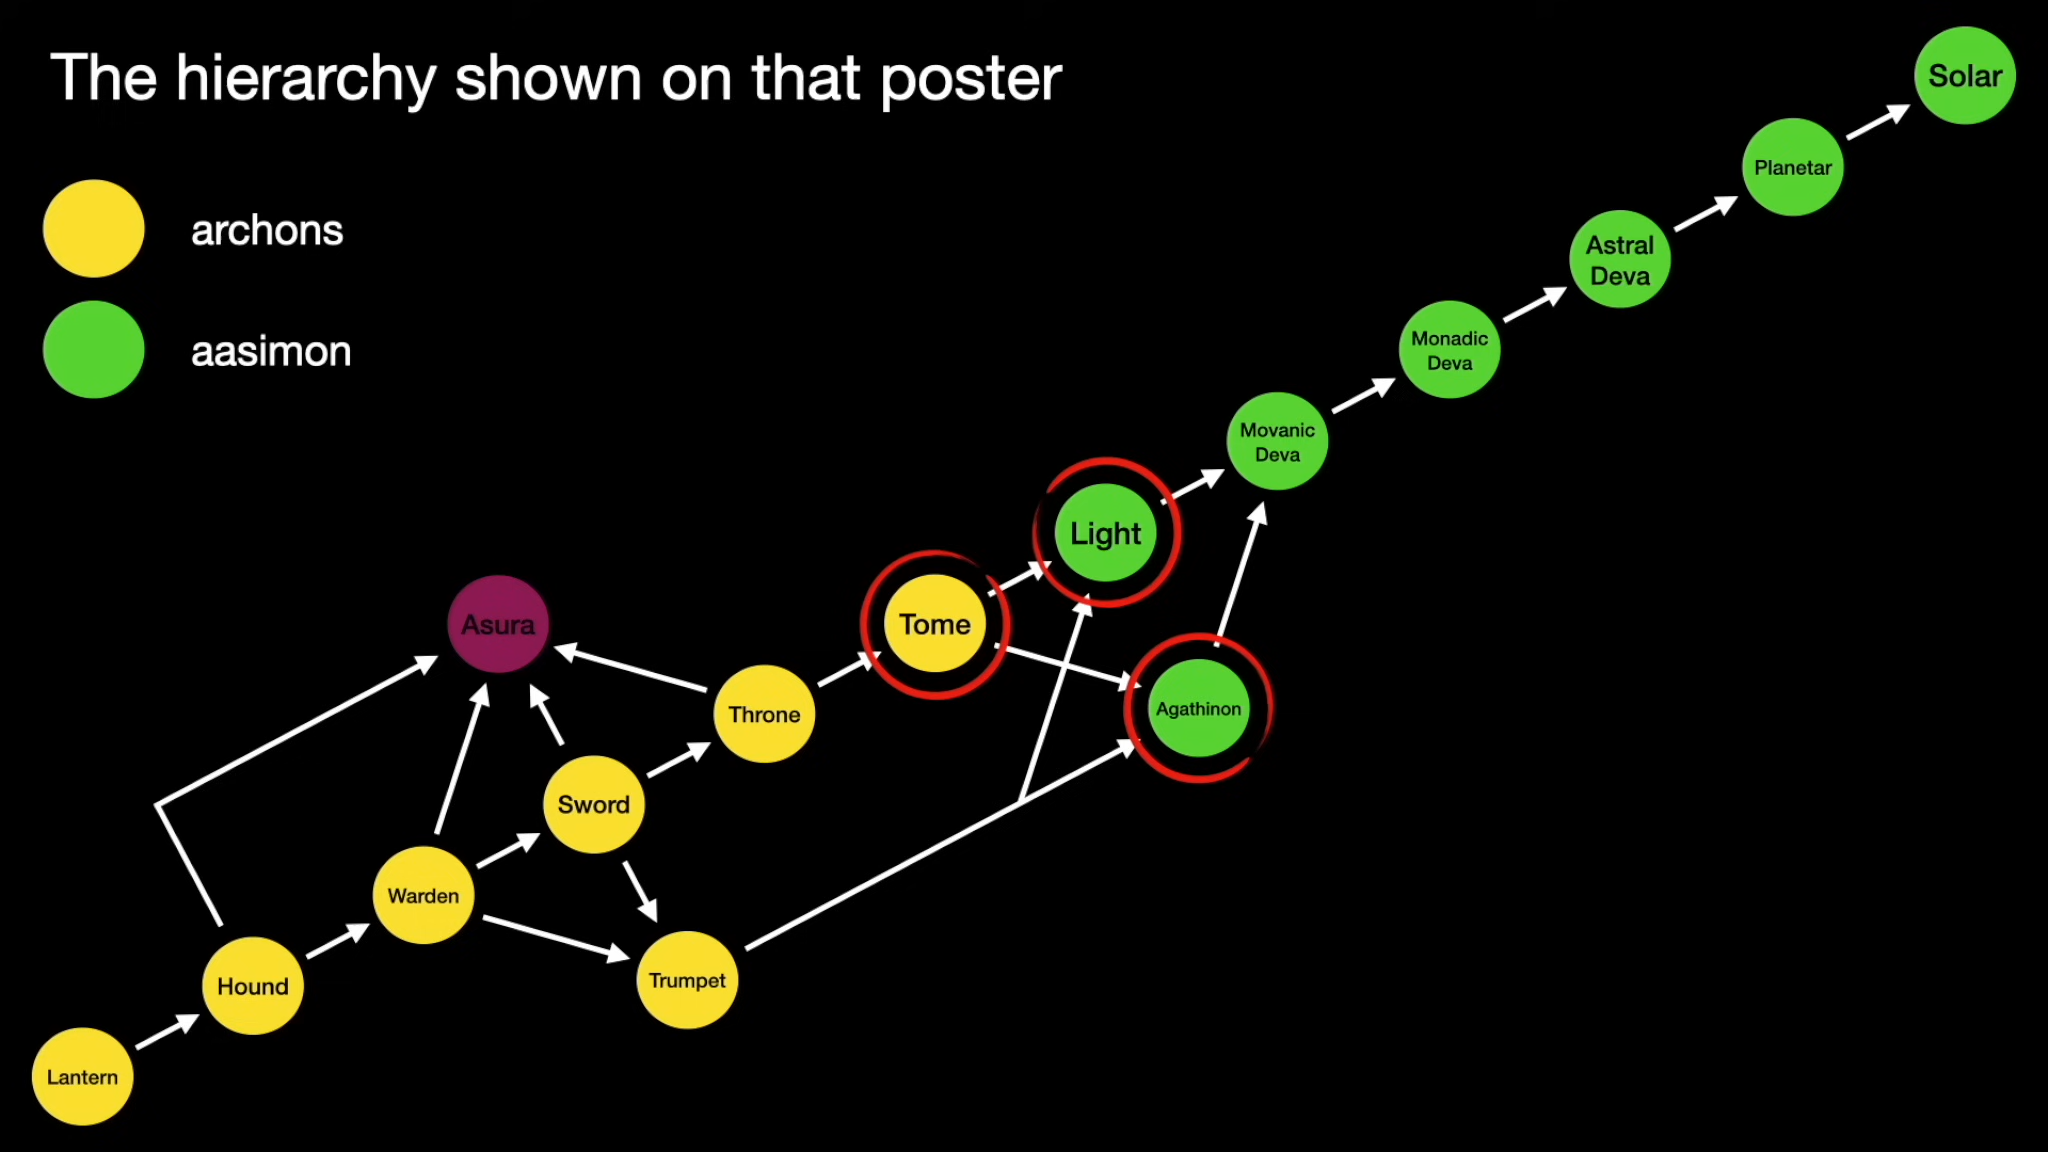 The hierarchy shown on that poster
archons
aasimon
Solar
Planetar
Astral
Deva
Monadic
Deva
Movanic
Deva
Light
Tome
Asura
Agathinon
Throne
Sword
Warden
Trumpet
Hound
Lantern